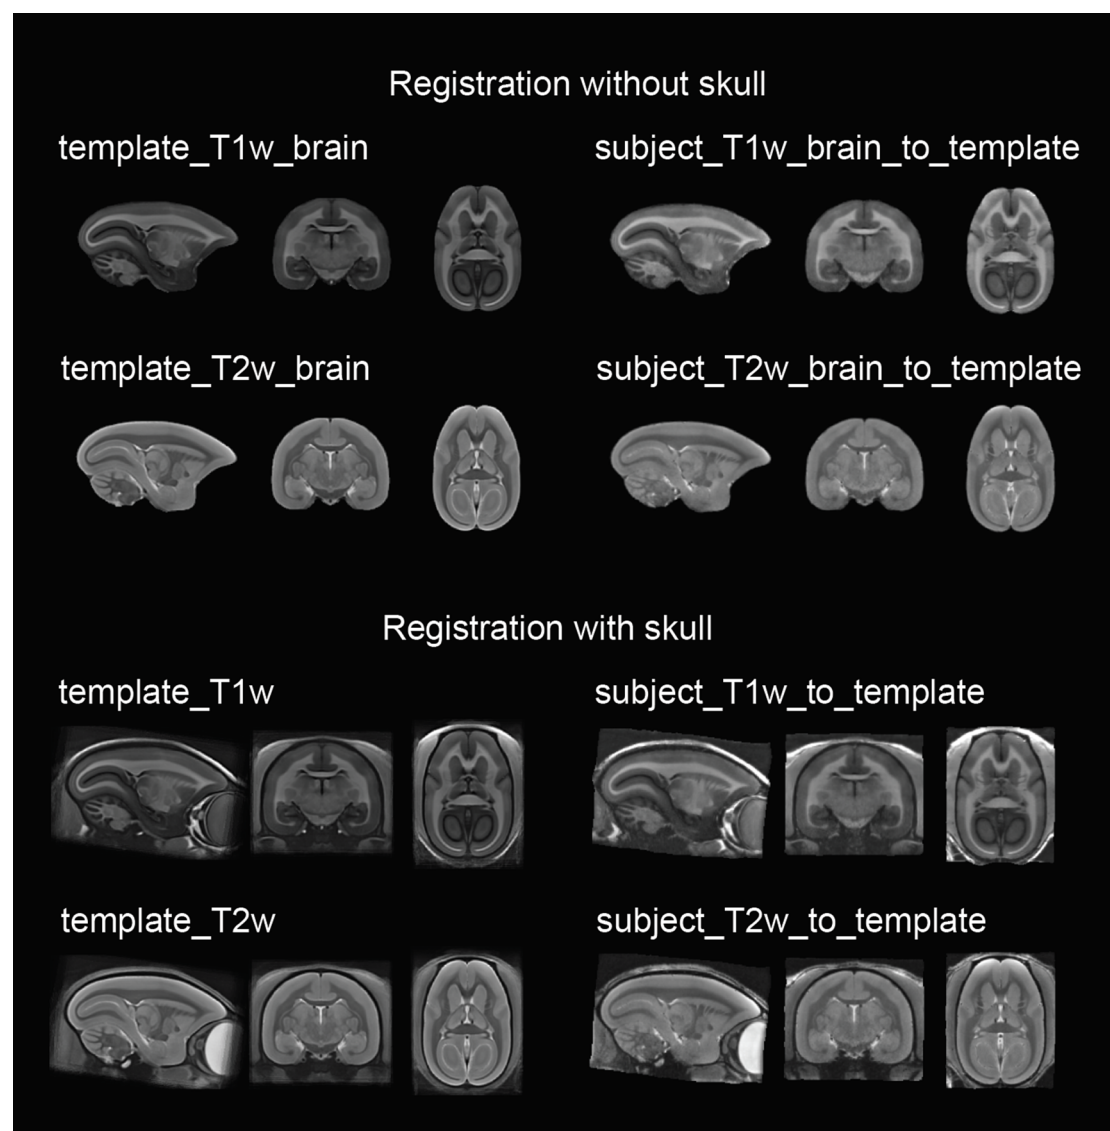 Registration without skull
template_T1w_brain
subject_T1w_brain_to_template
template_T2w_brain
subject_T2w_brain_to_template
Registration with skull
template_T1w
subject_T1w_to_template
template_T2w
subject_T2w_to_template